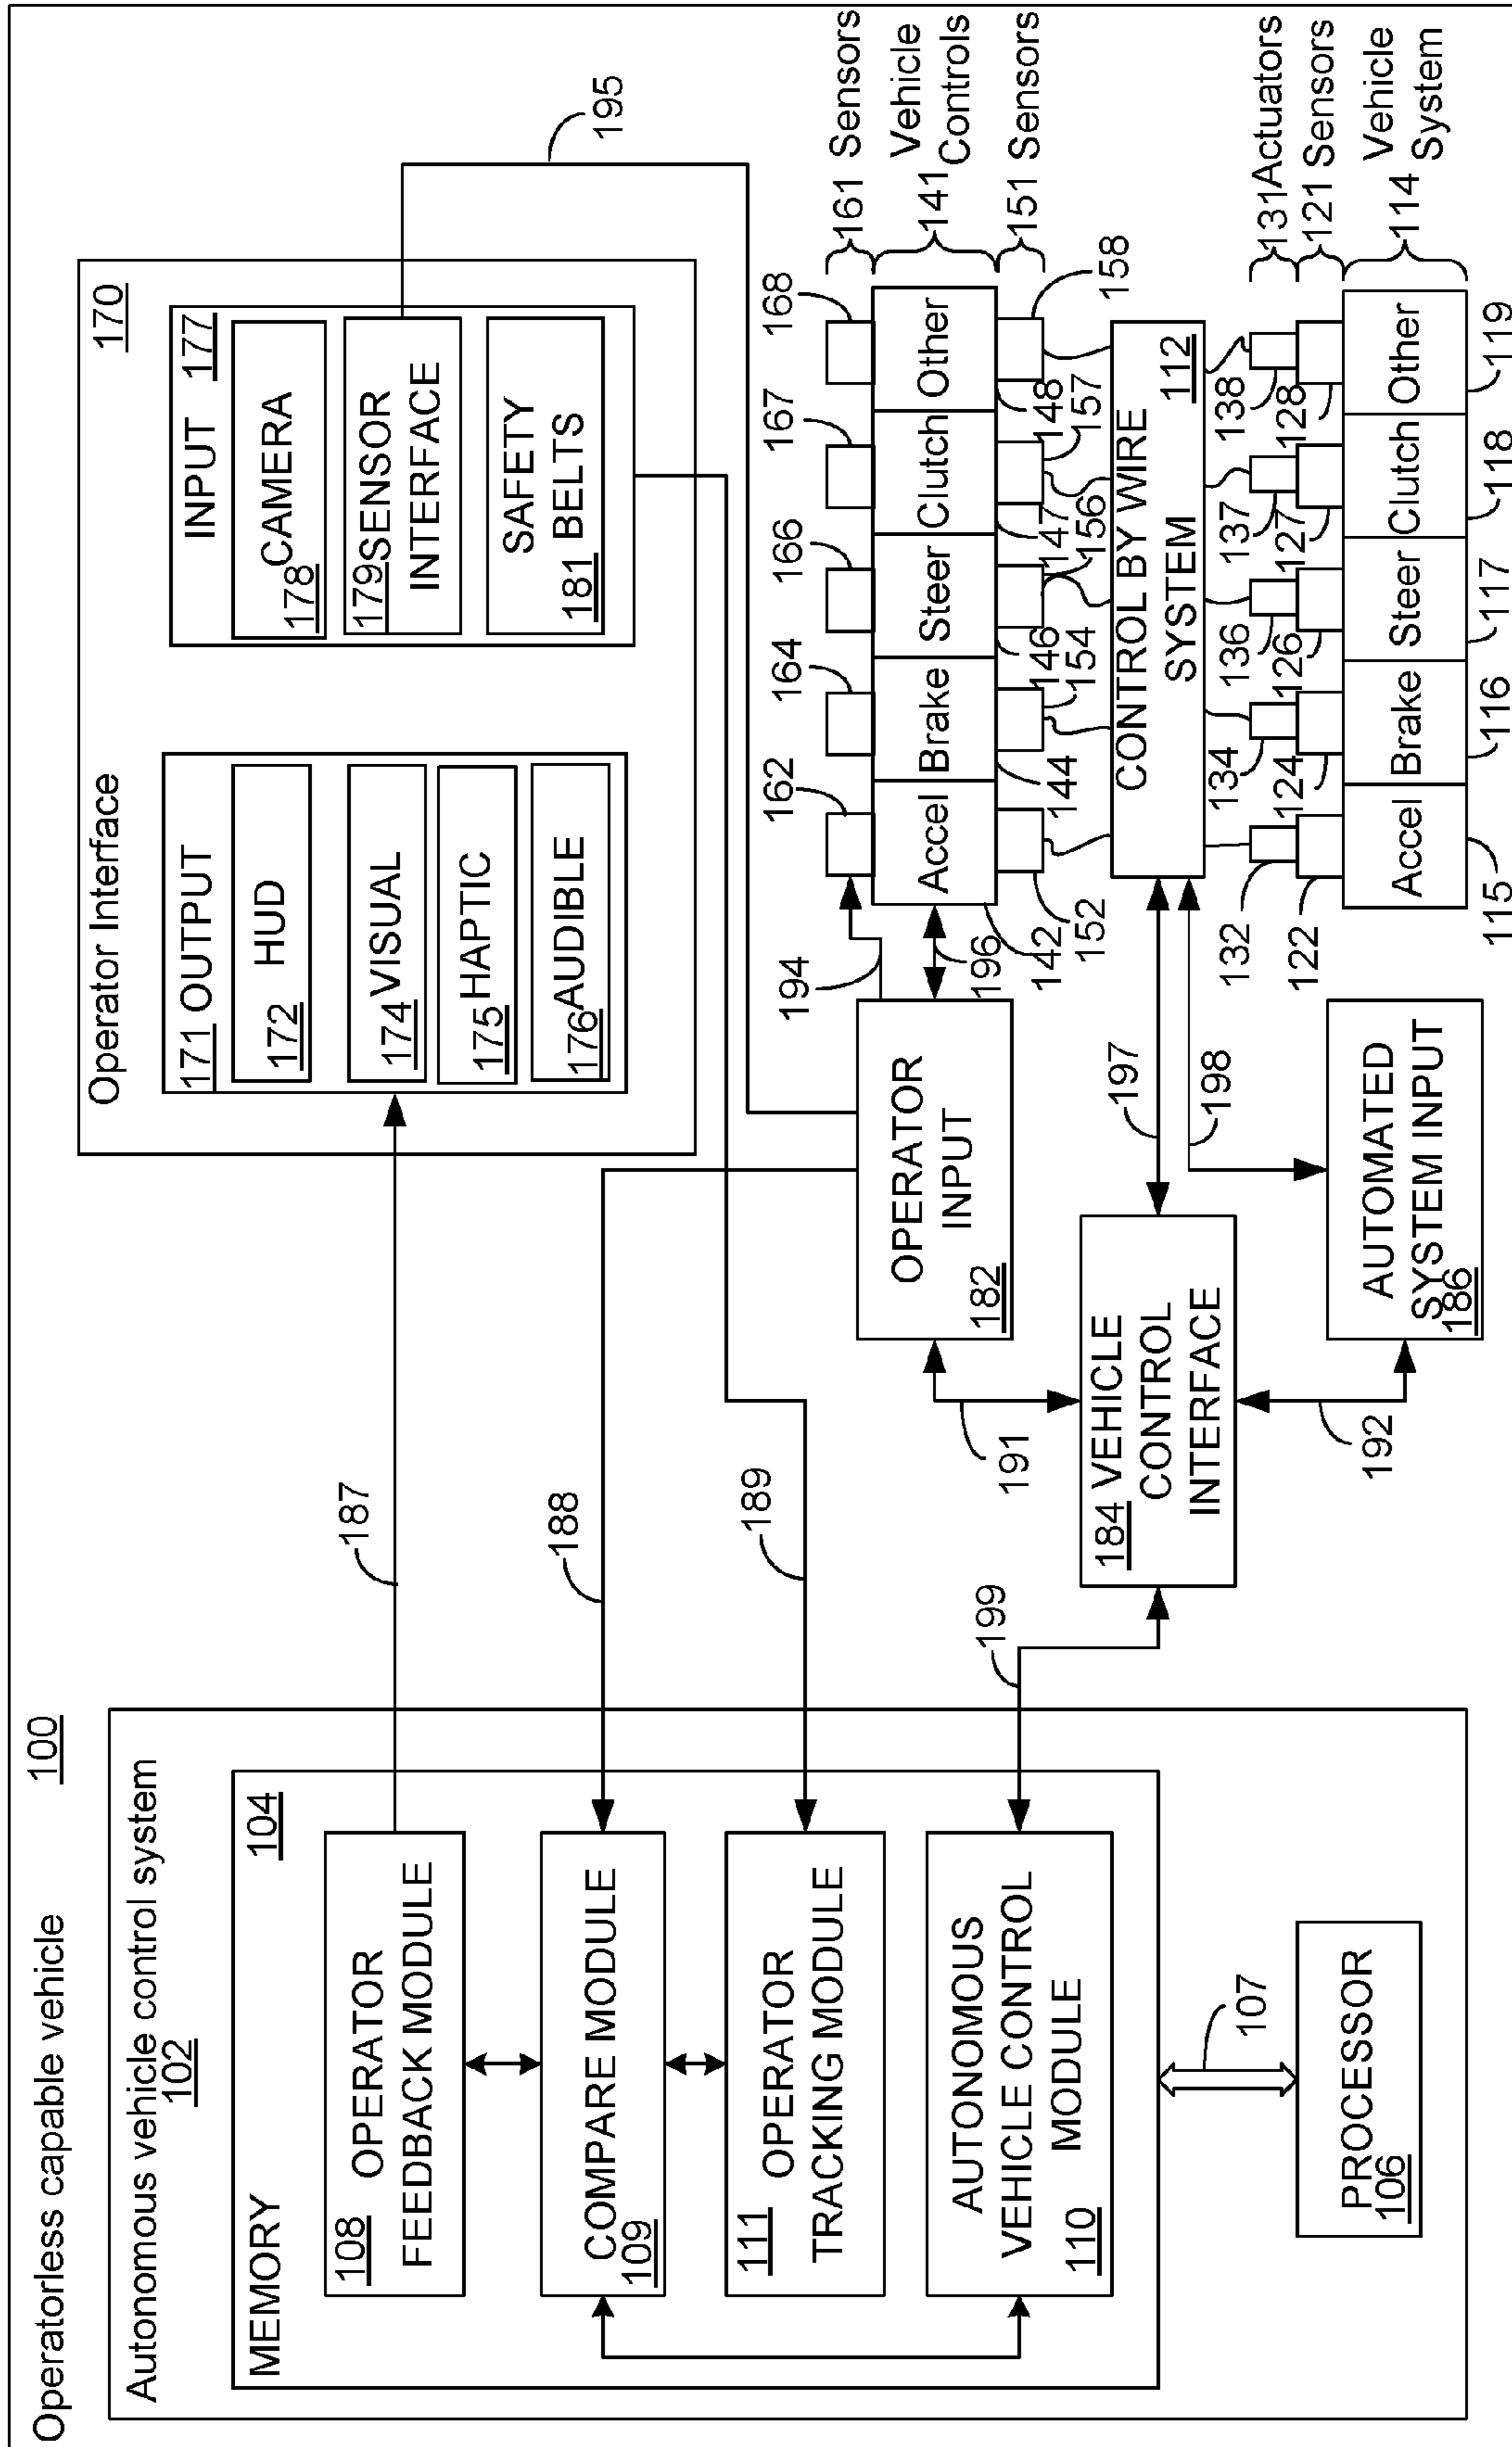 Operatorless capable vehicle
100
Autonomous vehicle control system
102
MEMORY
104
108
OPERATOR
FEEDBACK MODULE
COMPARE MODULE
109
111
OPERATOR
TRACKING MODULE
AUTONOMOUS
VEHICLE CONTROL
MODULE
110
107
PROCESSOR
106
187
188
189
199
Operator Interface
170
171 OUTPUT
HUD
172
VISUAL
174
HAPTIC
175
AUDIBLE
176
INPUT
177
CAMERA
178
179 SENSOR
INTERFACE
SAFETY
BELTS
181
195
OPERATOR
INPUT
182
191
184 VEHICLE
CONTROL
INTERFACE
192
AUTOMATED
SYSTEM INPUT
186
194
196
197
198
162
164
166
167
168
161 Sensors
Accel
Brake
Steer
Clutch
Other
141
Vehicle
Controls
142
144
146
147
148
152
154
156
157
158
151 Sensors
CONTROL BY WIRE
SYSTEM
112
132
134
136
137
138
131 Actuators
122
124
126
127
128
121 Sensors
Accel
Brake
Steer
Clutch
Other
114
Vehicle
System
115
116
117
118
119